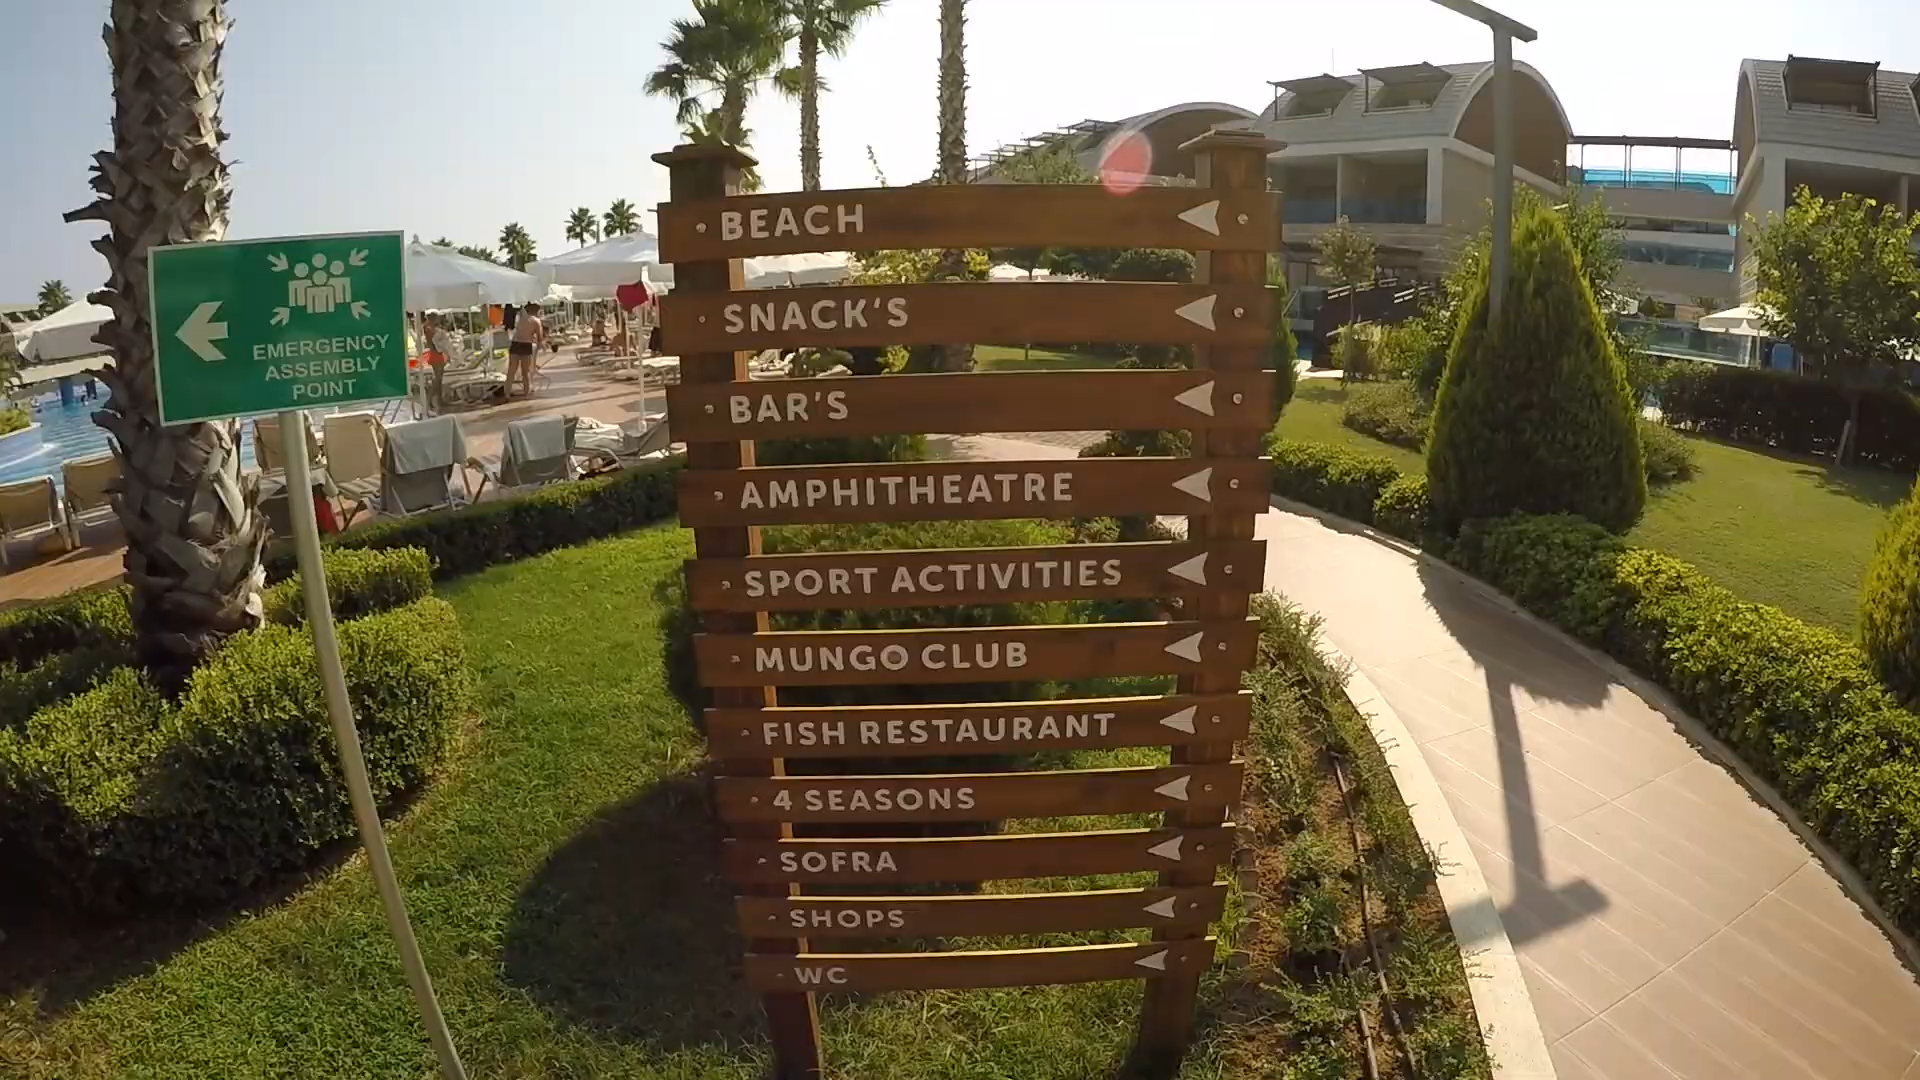 EMERGENCY
ASSEMBLY
POINT
BEACH
SNACK'S
BAR'S
AMPHITHEATRE
SPORT ACTIVITIES
MUNGO CLUB
FISH RESTAURANT
4 SEASONS
SOFRA
SHOPS
WC